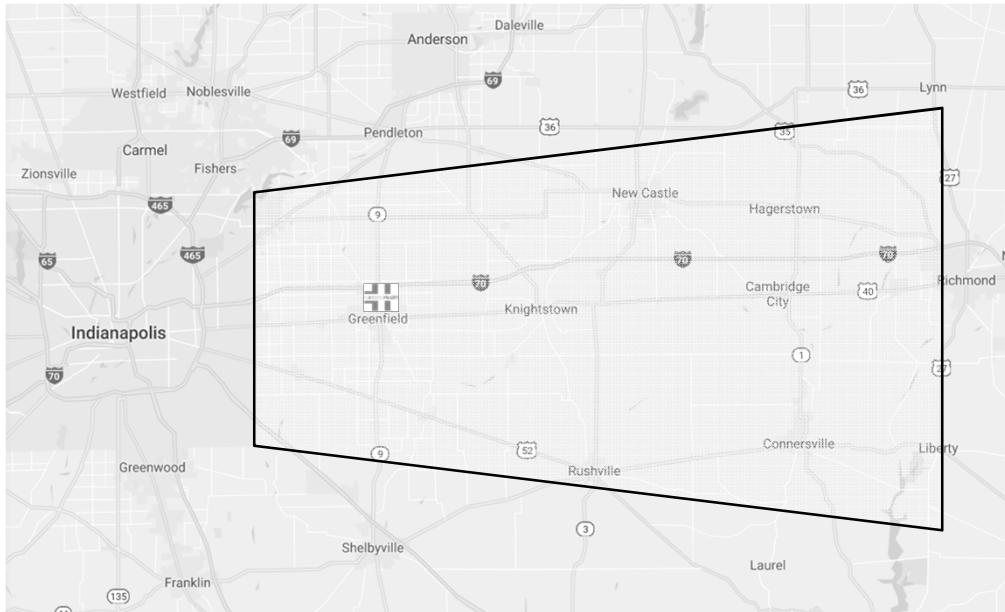 Daleville
Anderson
69
Westfield
Noblesville
36
Lynn
36
Pendleton
35
69
Carmel
Fishers
Zionsville
27
465
New Castle
Hagerstown
9
465
65
70
70
70
Richmond
Cambridge
City
40
Knightstown
Greenfield
Indianapolis
1
70
27
Connersville
Liberty
9
52
Greenwood
Rushville
3
Shelbyville
Laurel
Franklin
135